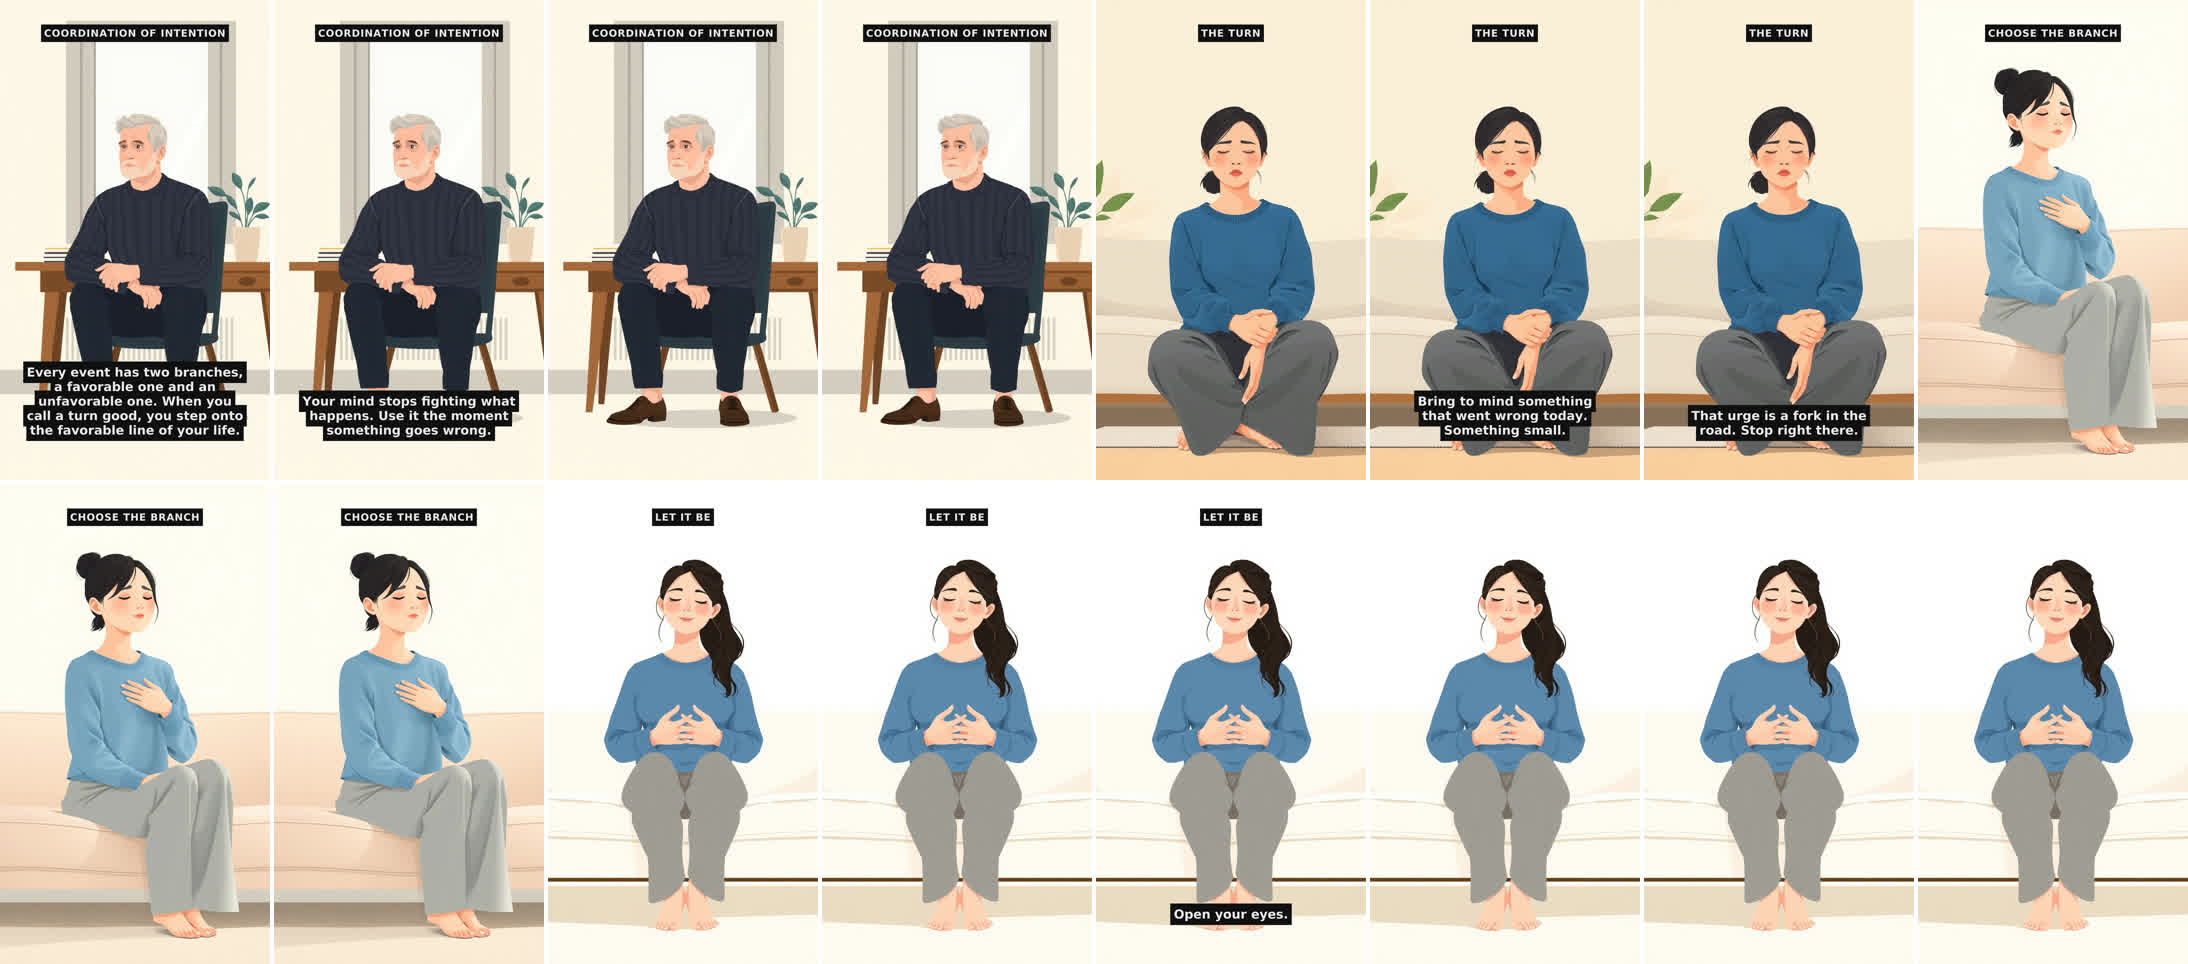 COORDINATION OF INTENTION
Every event has two branches,
a favorable one and an
unfavorable one. When you
call a turn good, you step onto
the favorable line of your life.
COORDINATION OF INTENTION
Your mind stops fighting what
happens. Use it the moment
something goes wrong.
COORDINATION OF INTENTION
COORDINATION OF INTENTION
THE TURN
THE TURN
Bring to mind something
that went wrong today.
Something small.
THE TURN
That urge is a fork in the
road. Stop right there.
CHOOSE THE BRANCH
CHOOSE THE BRANCH
CHOOSE THE BRANCH
LET IT BE
LET IT BE
LET IT BE
Open your eyes.